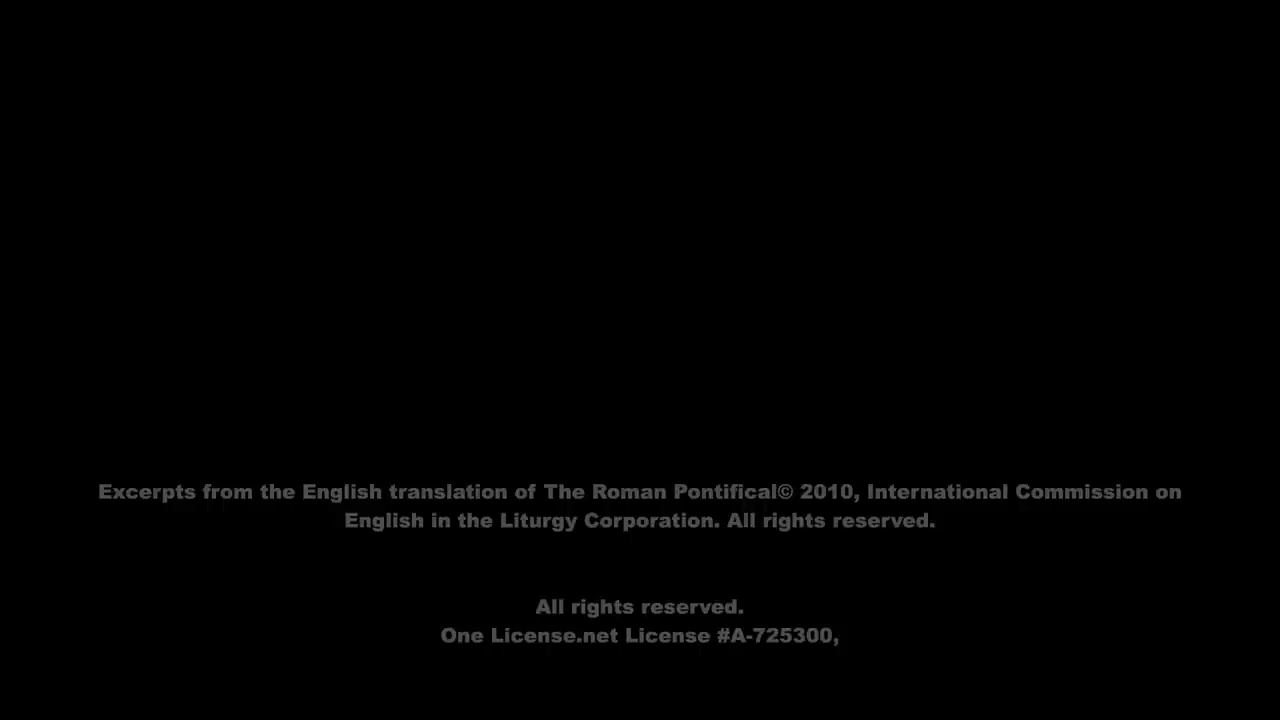 Excerpts from the English translation of The Roman Pontifical© 2010, International Commission on
English in the Liturgy Corporation. All rights reserved.
All rights reserved.
One License.net License #A-725300,